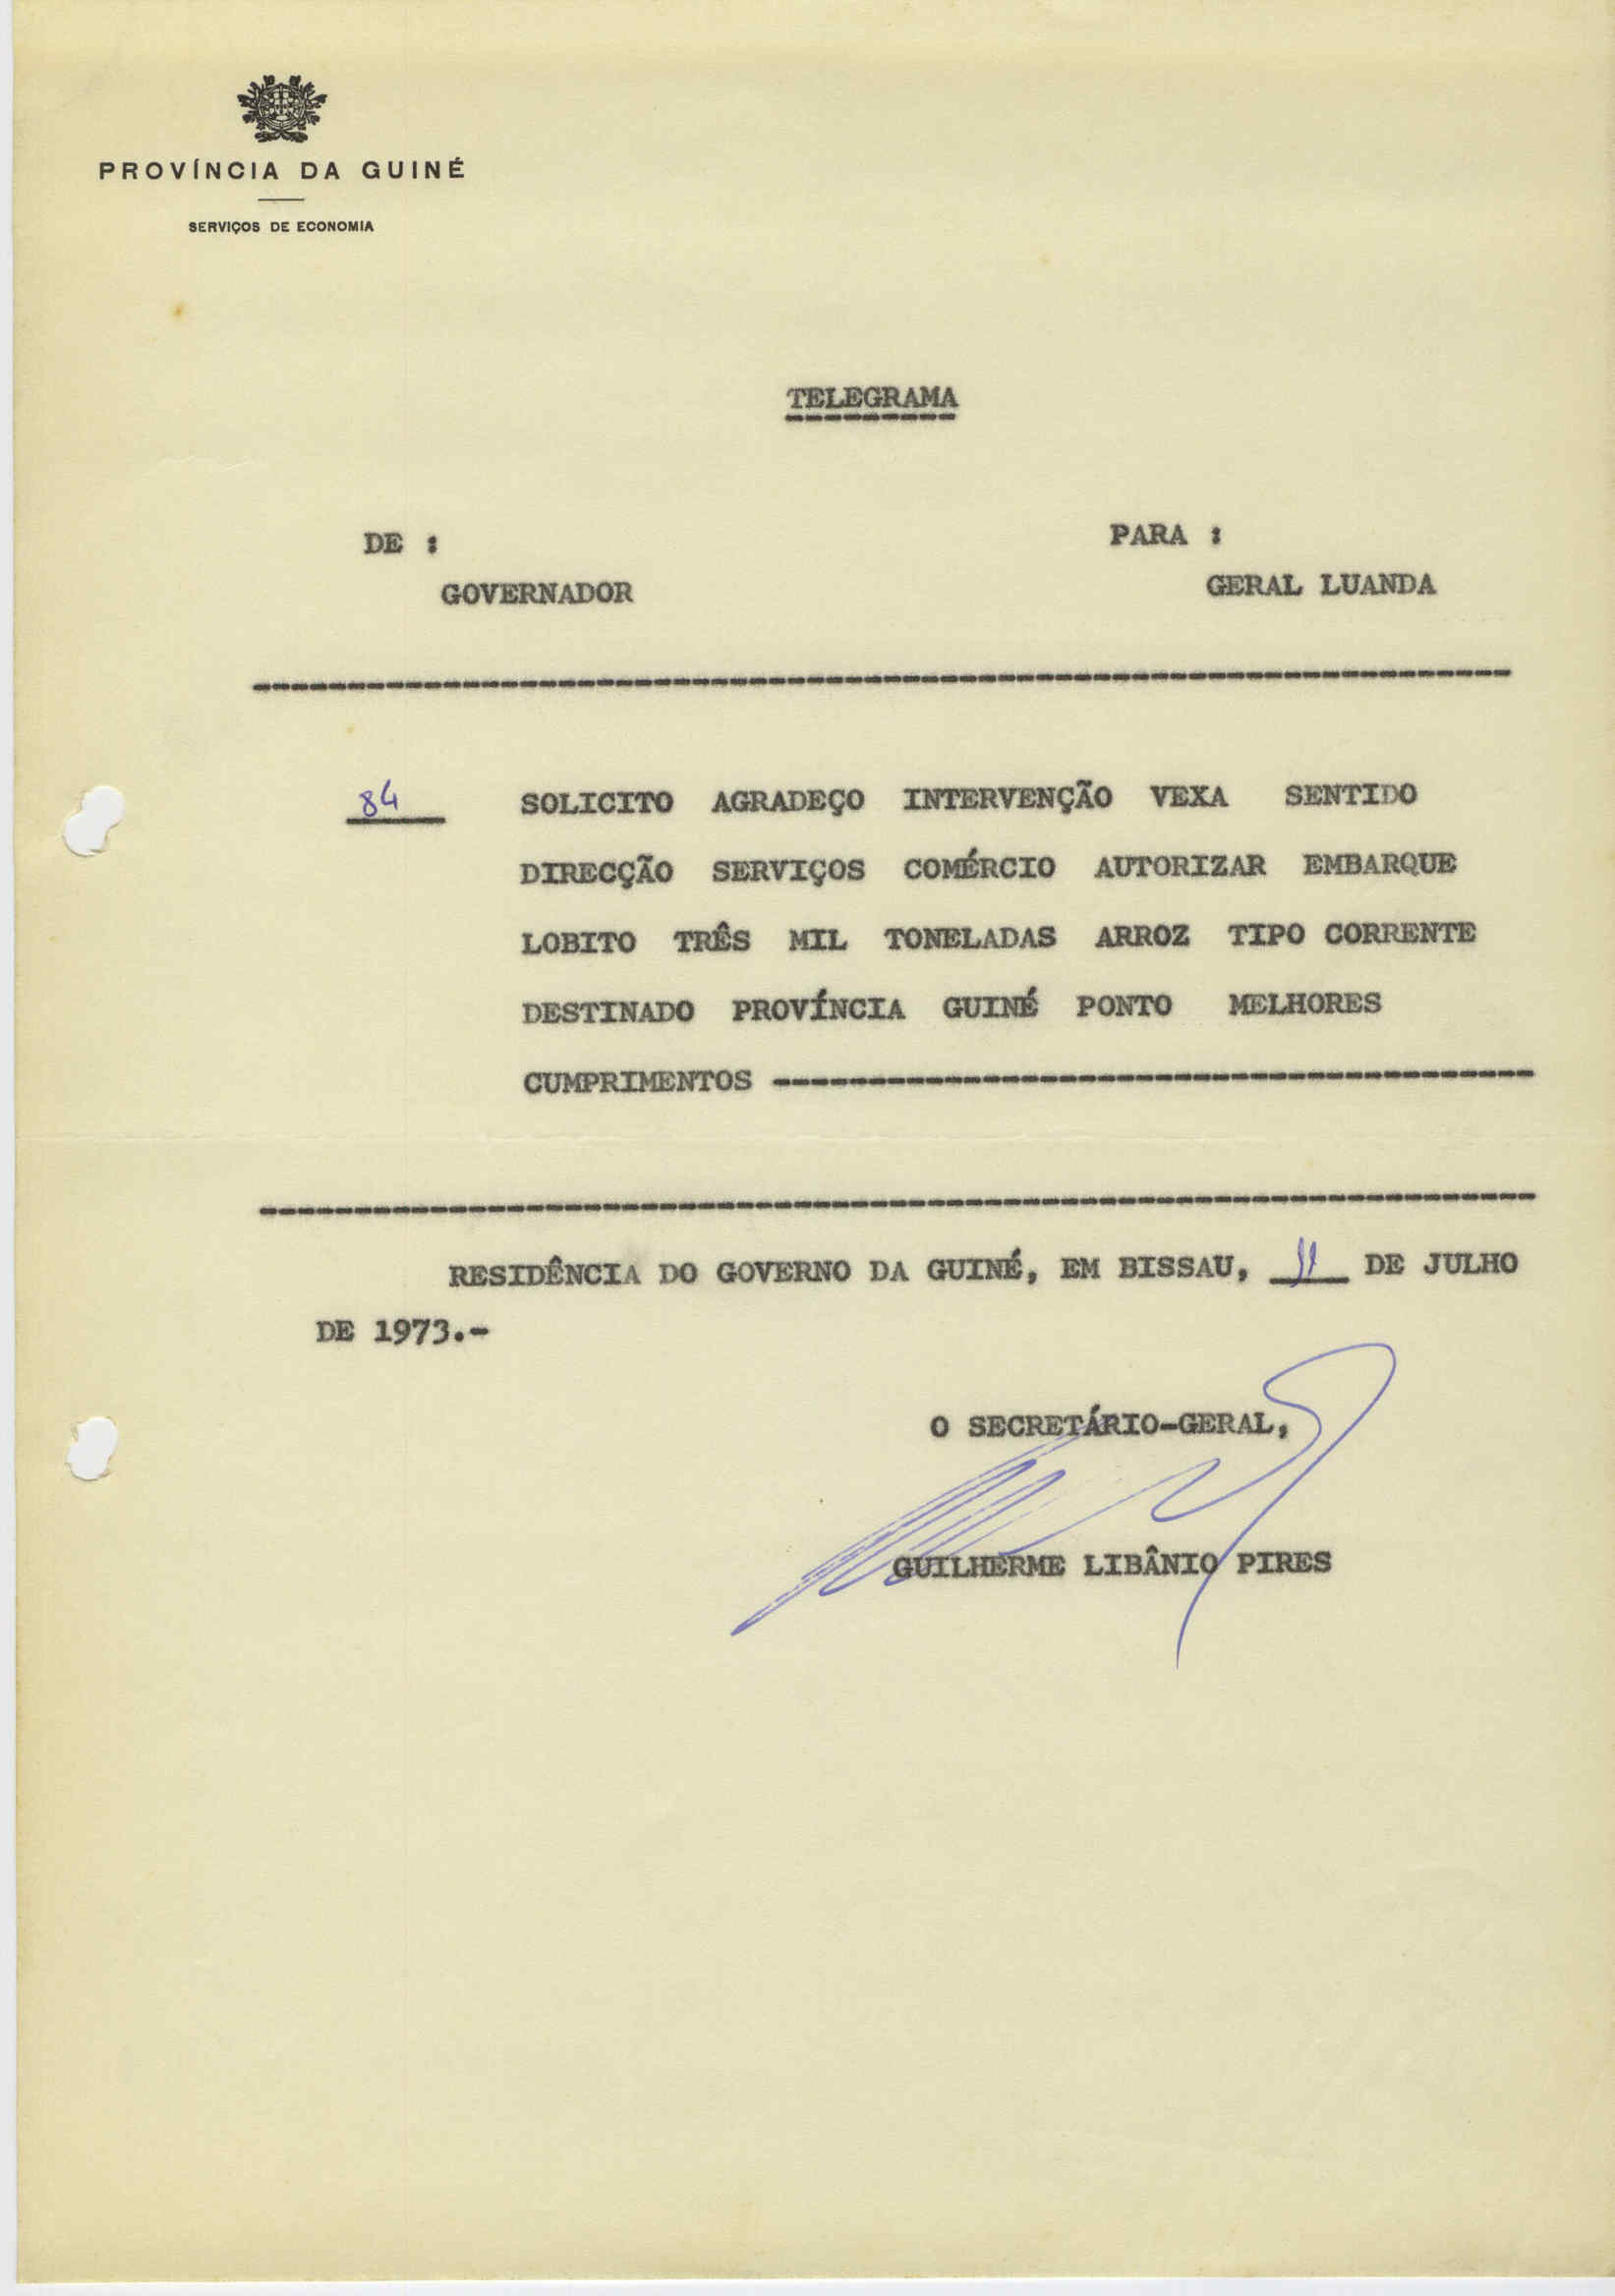 PROVÍNCIA DA GUINÉ
SERVIÇOS DE ECONOMIA
TELEGRAMA
DE :
PARA :
GOVERNADOR
GERAL LUANDA
84 SOLICITO AGRADEÇO INTERVENÇÃO VEXA SENTIDO
DIRECÇÃO SERVIÇOS COMÉRCIO AUTORIZAR EMBARQUE
LOBITO TRÊS MIL TONELADAS ARROZ TIPO CORRENTE
DESTINADO PROVÍNCIA GUINÉ PONTO MELHORES
CUMPRIMENTOS ----------------------------------------
RESIDÊNCIA DO GOVERNO DA GUINÉ, EM BISSAU, 11 DE JULHO
DE 1973.-
O SECRETÁRIO-GERAL,
GUILHERME LIBÂNIO PIRES